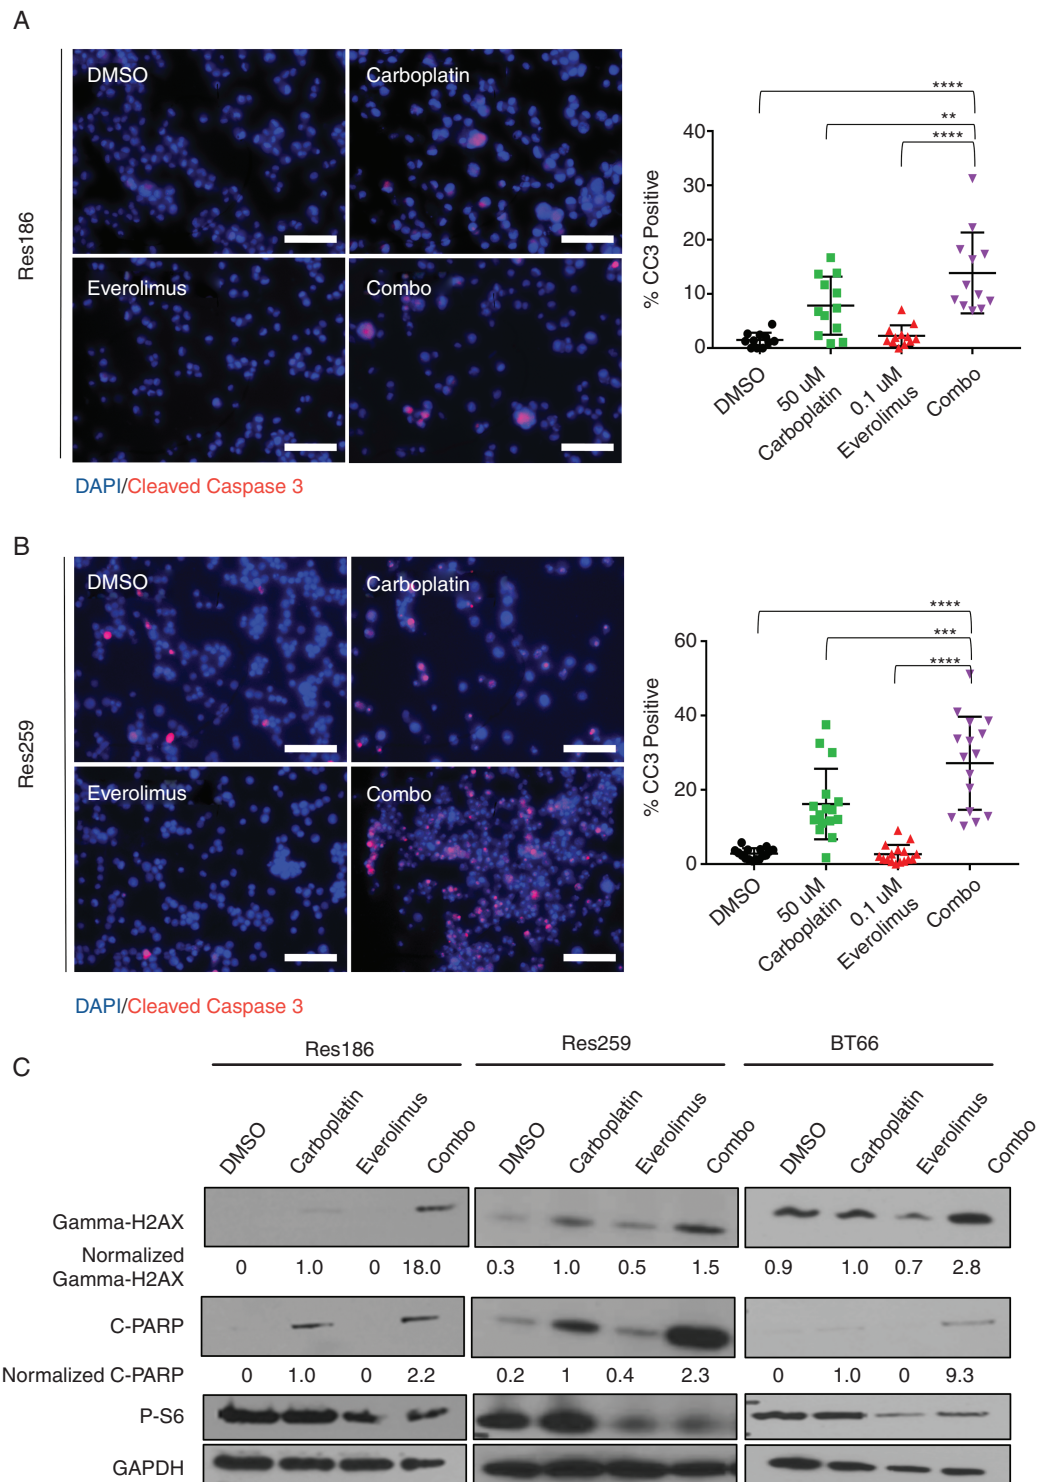 A
Res186
DMSO
Carboplatin
Everolimus
Combo
DAPI/Cleaved Caspase 3
% CC3 Positive
40
30
20
10
0
****
**
****
DMSO
50 uM
Carboplatin
0.1 uM
Everolimus
Combo
B
Res259
DMSO
Carboplatin
Everolimus
Combo
DAPI/Cleaved Caspase 3
% CC3 Positive
60
40
20
0
****
***
****
DMSO
50 uM
Carboplatin
0.1 uM
Everolimus
Combo
C
Res186 Res259 BT66
DMSO Carboplatin Everolimus Combo DMSO Carboplatin Everolimus Combo DMSO Carboplatin Everolimus Combo
Gamma-H2AX
Normalized
Gamma-H2AX 0 1.0 0 18.0 0.3 1.0 0.5 1.5 0.9 1.0 0.7 2.8
C-PARP
Normalized C-PARP 0 1.0 0 2.2 0.2 1 0.4 2.3 0 1.0 0 9.3
P-S6
GAPDH